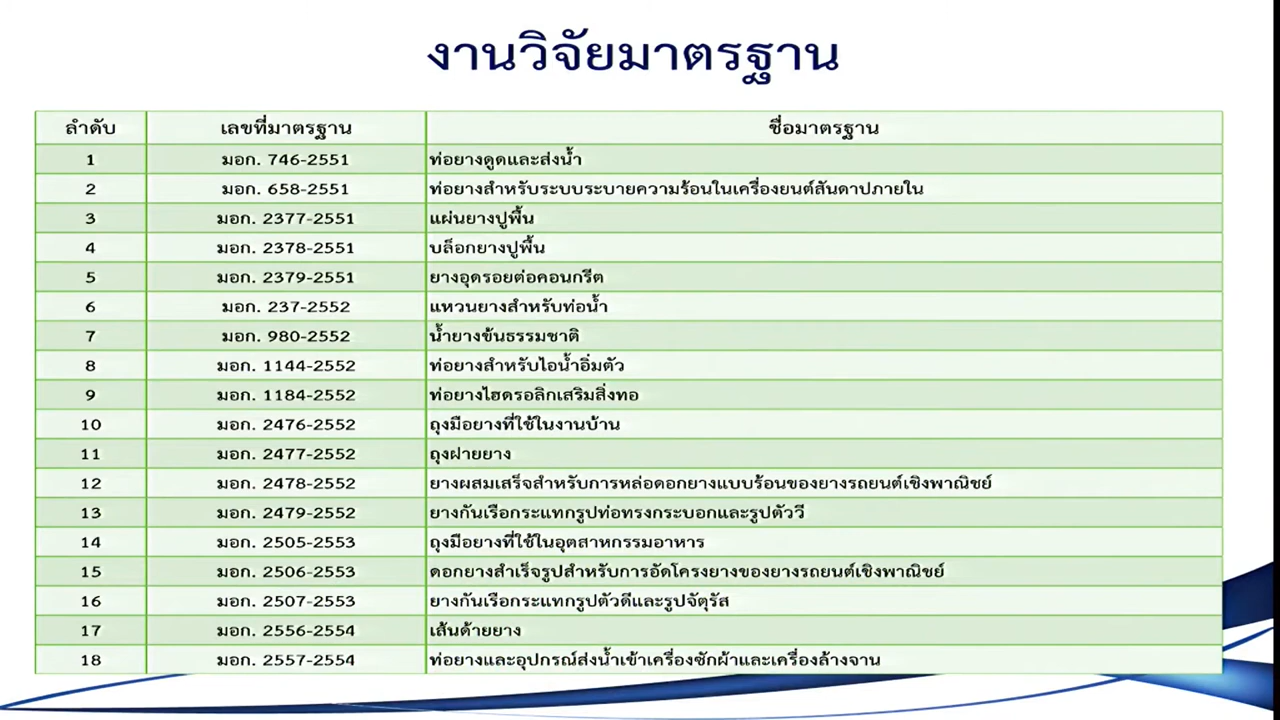 งานวิจัยมาตรฐาน
ลำดับ เลขที่มาตรฐาน ชื่อมาตรฐาน
1 มอก. 746-2551 ท่อยางดูดและส่งน้ำ
2 มอก. 658-2551 ท่อยางสำหรับระบบระบายความร้อนในเครื่องยนต์สันดาปภายใน
3 มอก. 2377-2551 แผ่นยางปูพื้น
4 มอก. 2378-2551 บล็อกยางปูพื้น
5 มอก. 2379-2551 ยางอุดรอยต่อคอนกรีต
6 มอก. 237-2552 แหวนยางสำหรับท่อน้ำ
7 มอก. 980-2552 น้ำยางข้นธรรมชาติ
8 มอก. 1144-2552 ท่อยางสำหรับไอน้ำอิ่มตัว
9 มอก. 1184-2552 ท่อยางไฮดรอลิกเสริมสิ่งทอ
10 มอก. 2476-2552 ถุงมือยางที่ใช้ในงานบ้าน
11 มอก. 2477-2552 ถุงฝายยาง
12 มอก. 2478-2552 ยางผสมเสร็จสำหรับการหล่อดอกยางแบบร้อนของยางรถยนต์เชิงพาณิชย์
13 มอก. 2479-2552 ยางกันเรือกระแทกรูปท่อทรงกระบอกและรูปตัววี
14 มอก. 2505-2553 ถุงมือยางที่ใช้ในอุตสาหกรรมอาหาร
15 มอก. 2506-2553 ดอกยางสำเร็จรูปสำหรับการอัดโครงยางของยางรถยนต์เชิงพาณิชย์
16 มอก. 2507-2553 ยางกันเรือกระแทกรูปตัวดีและรูปจัตุรัส
17 มอก. 2556-2554 เส้นด้ายยาง
18 มอก. 2557-2554 ท่อยางและอุปกรณ์ส่งน้ำเข้าเครื่องซักผ้าและเครื่องล้างจาน